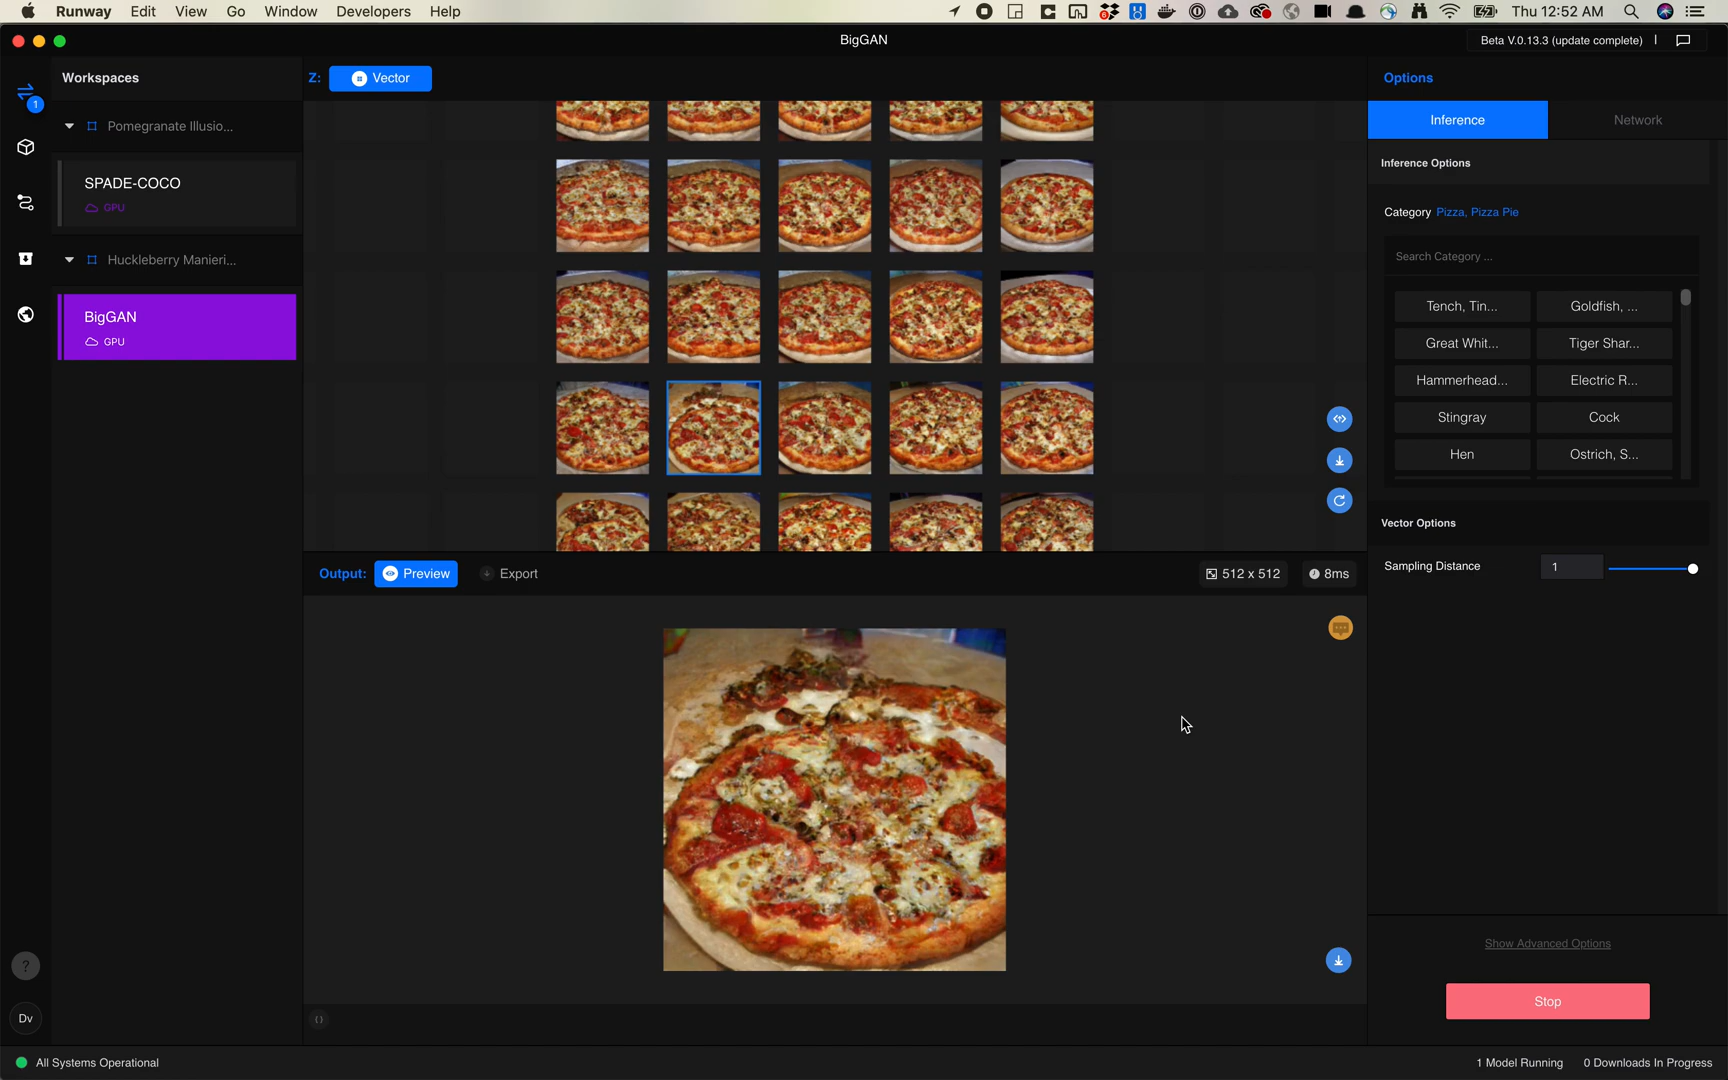 Runway Edit View Go Window Developers Help
Thu 12:52 AM
BigGAN
Beta V.0.13.3 (update complete)
Workspaces
1
Pomegranate Illusio...
SPADE-COCO
GPU
Huckleberry Manieri...
BigGAN
GPU
?
Dv
Z: Vector
Output: Preview Export
512 x 512 8ms
Options
Inference Network
Inference Options
Category Pizza, Pizza Pie
Search Category ...
Tench, Tin... Goldfish, ...
Great Whit... Tiger Shar...
Hammerhead... Electric R...
Stingray Cock
Hen Ostrich, S...
Vector Options
Sampling Distance 1
Show Advanced Options
Stop
All Systems Operational
1 Model Running 0 Downloads In Progress